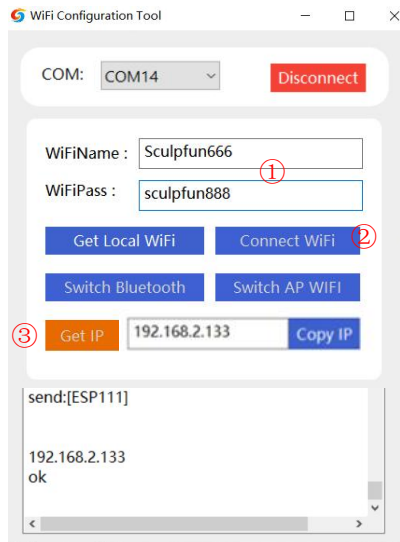 WiFi Configuration Tool
COM: COM14 Disconnect
WiFiName : Sculpfun666
①
WiFiPass : sculpfun888
Get Local WiFi Connect WiFi ②
Switch Bluetooth Switch AP WIFI
③ Get IP 192.168.2.133 Copy IP
send:[ESP111]
192.168.2.133
ok